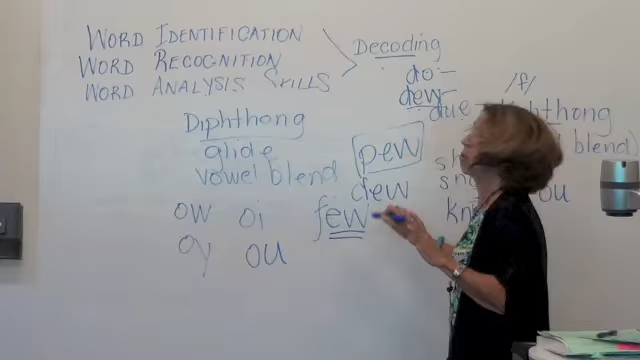 WORD IDENTIFICATION
WORD RECOGNITION
WORD ANALYSIS SKILLS
Decoding
do -
dew -
due -
/f/
Diphthong
glide
vowel blend
ow oi
oy ou
pew
dew
few
blend)
ou